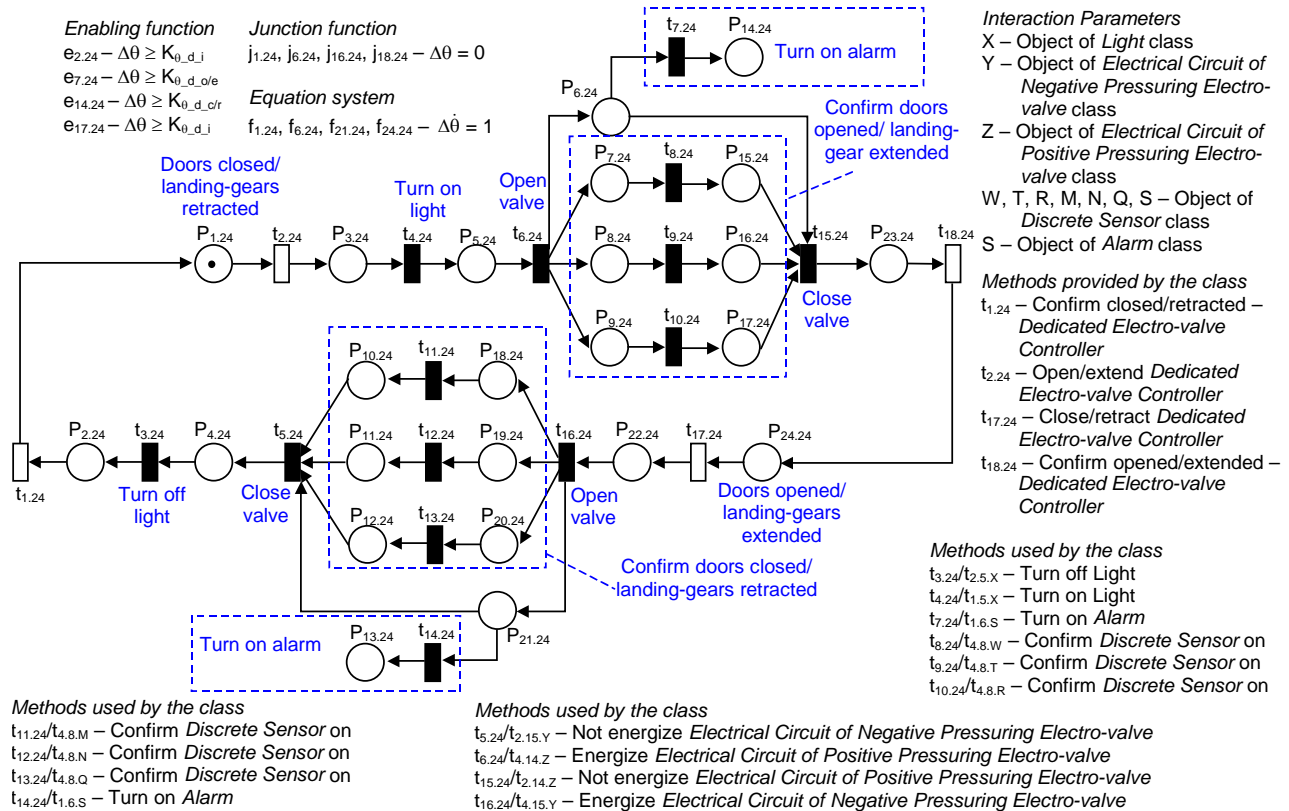 Enabling function
e2.24 – Δθ ≥ Kθ_d_i
e7.24 – Δθ ≥ Kθ_d_o/e
e14.24 – Δθ ≥ Kθ_d_c/r
e17.24 – Δθ ≥ Kθ_d_i
Junction function
j1.24, j6.24, j16.24, j18.24 – Δθ = 0
Equation system
f1.24, f6.24, f21.24, f24.24 – Δθ̇ = 1
t7.24
P14.24
Turn on alarm
P6.24
Confirm doors
opened/ landing-
gear extended
Doors closed/
landing-gears
retracted
Turn on
light
Open
valve
P7.24
t8.24
P15.24
P1.24
t2.24
P3.24
t4.24
P5.24
t6.24
P8.24
t9.24
P16.24
t15.24
P23.24
t18.24
Close
valve
P9.24
t10.24
P17.24
P10.24
t11.24
P18.24
P2.24
t3.24
P4.24
t5.24
P11.24
t12.24
P19.24
t16.24
P22.24
t17.24
P24.24
t1.24
Turn off
light
Close
valve
P12.24
t13.24
P20.24
Open
valve
Doors opened/
landing-gears
extended
Confirm doors closed/
landing-gears retracted
Turn on alarm
P13.24
t14.24
P21.24
Interaction Parameters
X – Object of Light class
Y – Object of Electrical Circuit of
Negative Pressuring Electro-
valve class
Z – Object of Electrical Circuit of
Positive Pressuring Electro-
valve class
W, T, R, M, N, Q, S – Object of
Discrete Sensor class
S – Object of Alarm class
Methods provided by the class
t1.24 – Confirm closed/retracted –
Dedicated Electro-valve
Controller
t2.24 – Open/extend Dedicated
Electro-valve Controller
t17.24 – Close/retract Dedicated
Electro-valve Controller
t18.24 – Confirm opened/extended –
Dedicated Electro-valve
Controller
Methods used by the class
t3.24/t2.5.X – Turn off Light
t4.24/t1.5.X – Turn on Light
t7.24/t1.6.S – Turn on Alarm
t8.24/t4.8.W – Confirm Discrete Sensor on
t9.24/t4.8.T – Confirm Discrete Sensor on
t10.24/t4.8.R – Confirm Discrete Sensor on
Methods used by the class
t11.24/t4.8.M – Confirm Discrete Sensor on
t12.24/t4.8.N – Confirm Discrete Sensor on
t13.24/t4.8.Q – Confirm Discrete Sensor on
t14.24/t1.6.S – Turn on Alarm
Methods used by the class
t5.24/t2.15.Y – Not energize Electrical Circuit of Negative Pressuring Electro-valve
t6.24/t4.14.Z – Energize Electrical Circuit of Positive Pressuring Electro-valve
t15.24/t2.14.Z – Not energize Electrical Circuit of Positive Pressuring Electro-valve
t16.24/t4.15.Y – Energize Electrical Circuit of Negative Pressuring Electro-valve